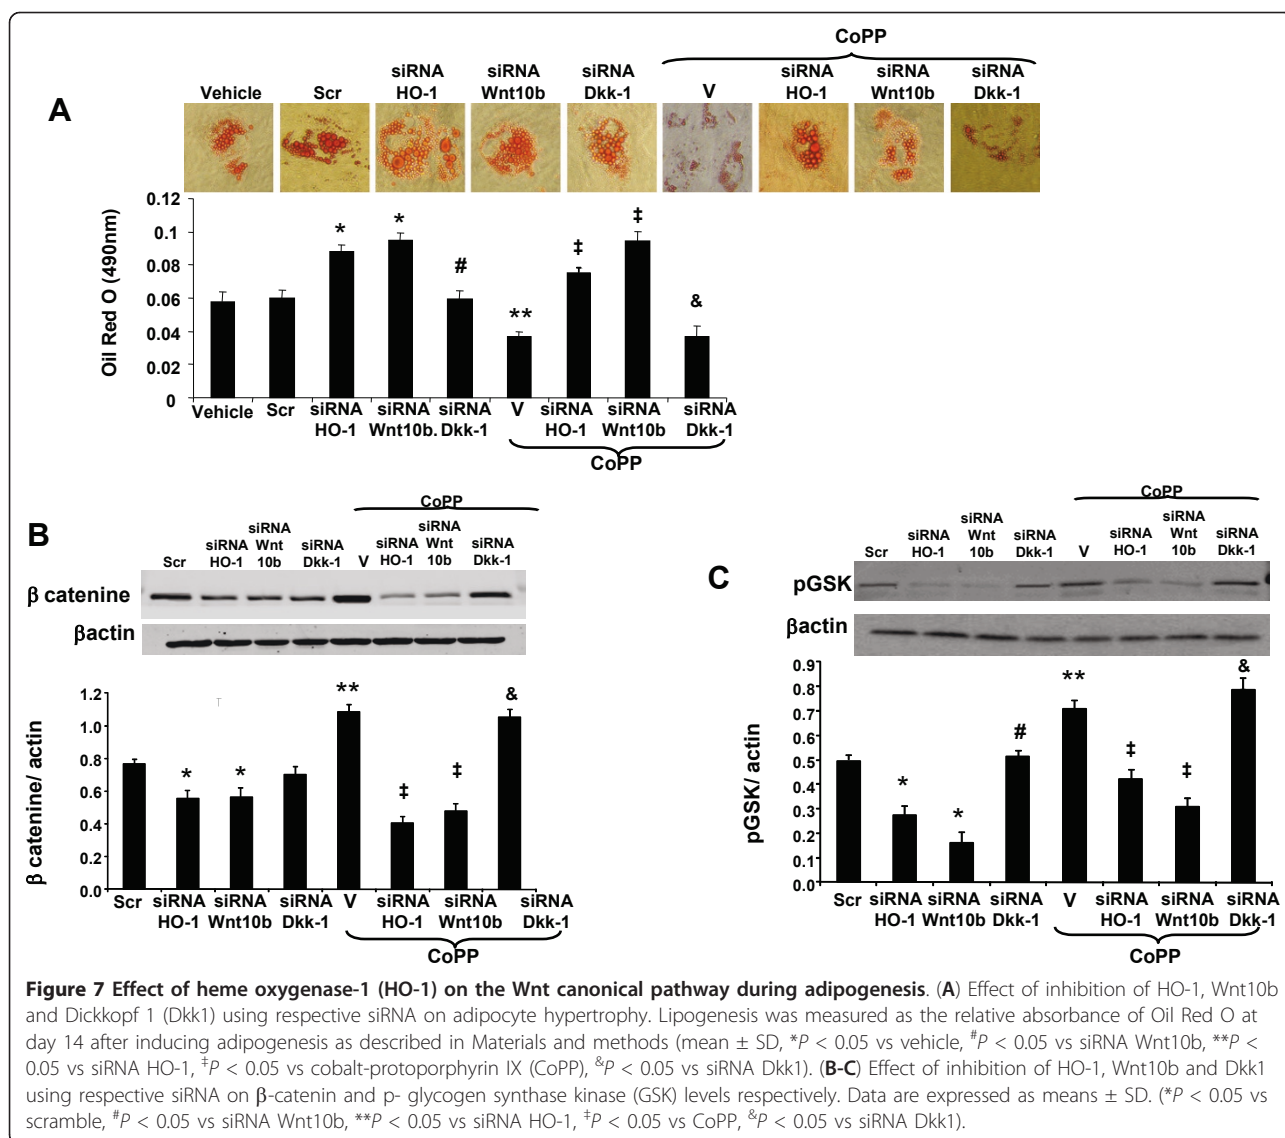 A
CoPP
Vehicle Scr siRNA HO-1 siRNA Wnt10b siRNA Dkk-1 V siRNA HO-1 siRNA Wnt10b siRNA Dkk-1
Oil Red O (490nm)
0.12
0.1
0.08
0.06
0.04
0.02
0
* * # ** ‡ ‡ &
Vehicle Scr siRNA HO-1 siRNA Wnt10b. siRNA Dkk-1 V siRNA HO-1 siRNA Wnt10b siRNA Dkk-1
CoPP
B
CoPP
Scr siRNA HO-1 siRNA Wnt 10b siRNA Dkk-1 V siRNA HO-1 siRNA Wnt 10b siRNA Dkk-1
β catenine
βactin
β catenine/ actin
1.2
1.0
0.8
0.6
0.4
0.2
0.0
* * ** ‡ ‡ &
Scr siRNA HO-1 siRNA Wnt10b siRNA Dkk-1 V siRNA HO-1 siRNA Wnt10b siRNA Dkk-1
CoPP
C
CoPP
Scr siRNA HO-1 siRNA Wnt 10b siRNA Dkk-1 V siRNA HO-1 siRNA Wnt 10b siRNA Dkk-1
pGSK
βactin
pGSK/ actin
0.9
0.8
0.7
0.6
0.5
0.4
0.3
0.2
0.1
0.0
* * # ** ‡ ‡ &
Scr siRNA HO-1 siRNA Wnt10b siRNA Dkk-1 V siRNA HO-1 siRNA Wnt10b siRNA Dkk-1
CoPP
Figure 7 Effect of heme oxygenase-1 (HO-1) on the Wnt canonical pathway during adipogenesis. (A) Effect of inhibition of HO-1, Wnt10b
and Dickkopf 1 (Dkk1) using respective siRNA on adipocyte hypertrophy. Lipogenesis was measured as the relative absorbance of Oil Red O at
day 14 after inducing adipogenesis as described in Materials and methods (mean ± SD, *P < 0.05 vs vehicle, #P < 0.05 vs siRNA Wnt10b, **P <
0.05 vs siRNA HO-1, ‡P < 0.05 vs cobalt-protoporphyrin IX (CoPP), &P < 0.05 vs siRNA Dkk1). (B-C) Effect of inhibition of HO-1, Wnt10b and Dkk1
using respective siRNA on β-catenin and p- glycogen synthase kinase (GSK) levels respectively. Data are expressed as means ± SD. (*P < 0.05 vs
scramble, #P < 0.05 vs siRNA Wnt10b, **P < 0.05 vs siRNA HO-1, ‡P < 0.05 vs CoPP, &P < 0.05 vs siRNA Dkk1).